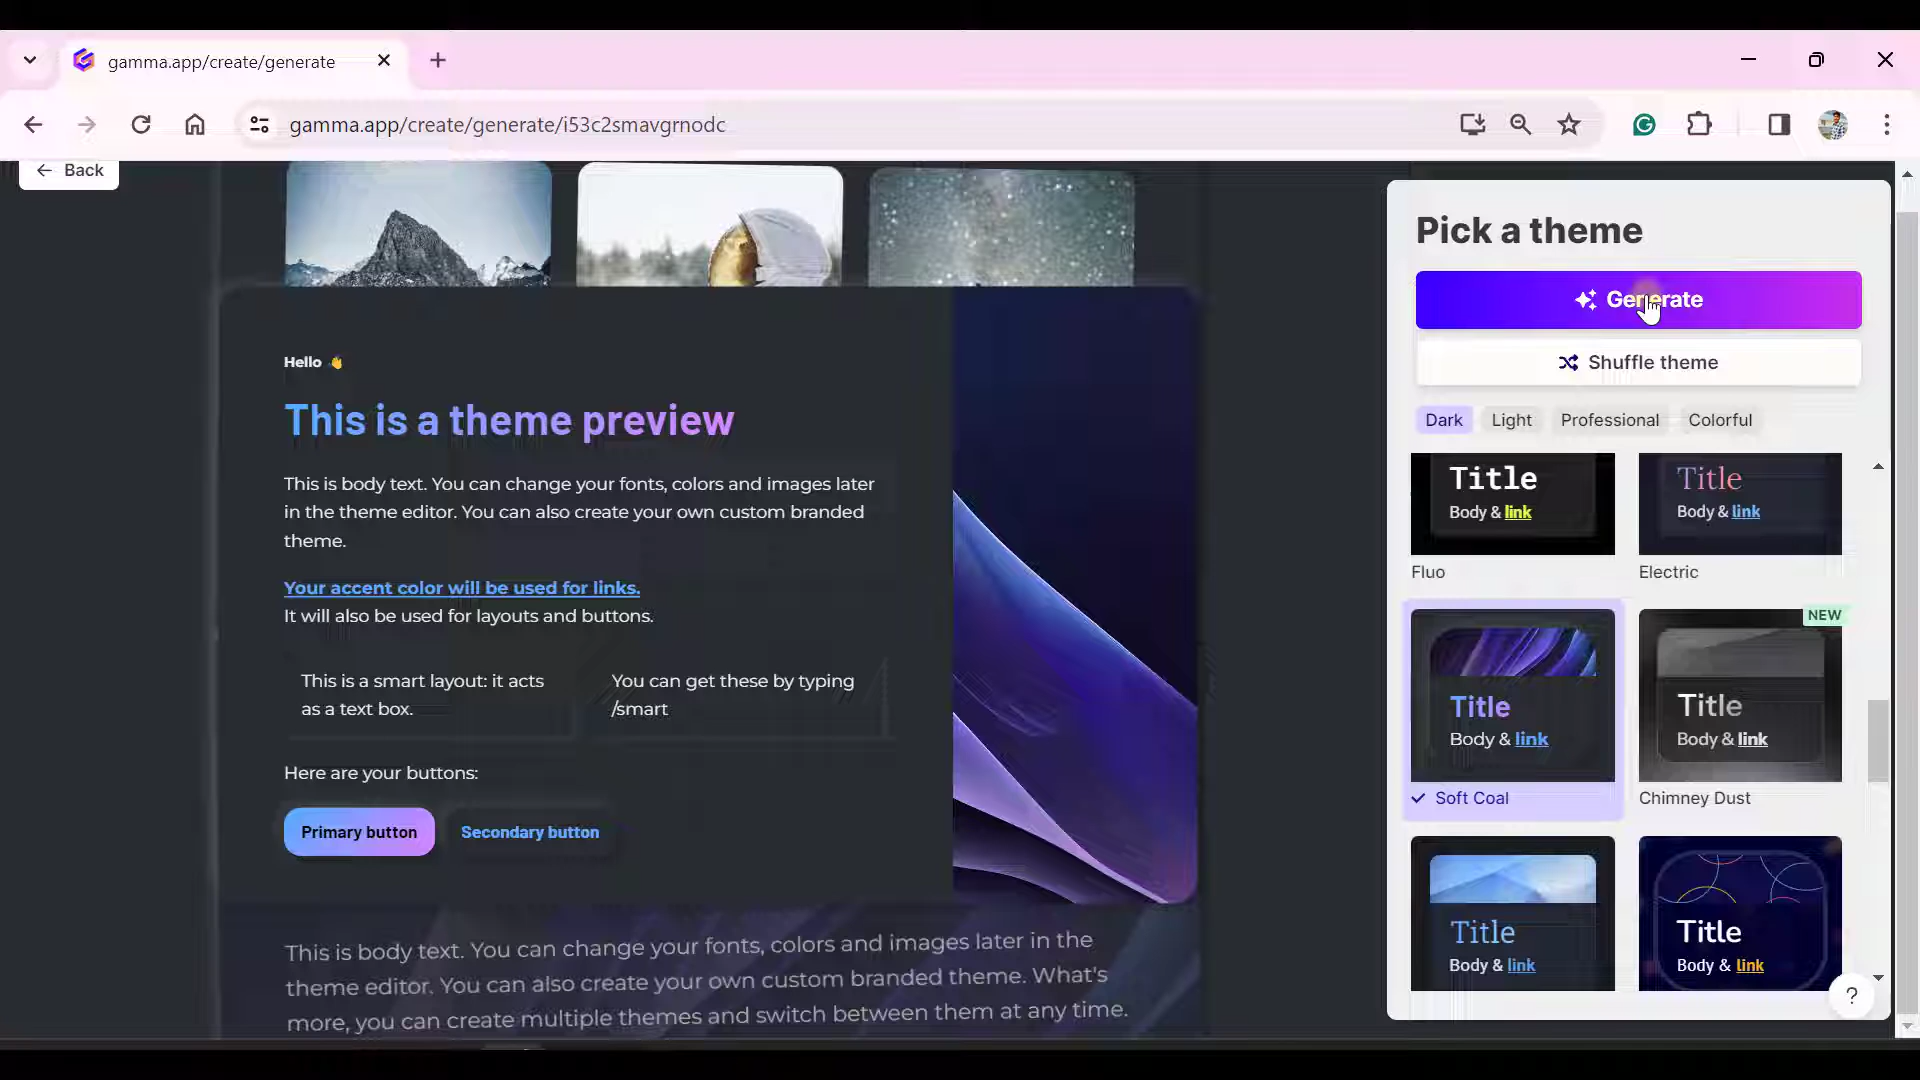 gamma.app/create/generate
gamma.app/create/generate/i53c2smavgrnodc
Back
Hello 👋
This is a theme preview
This is body text. You can change your fonts, colors and images later
in the theme editor. You can also create your own custom branded
theme.
Your accent color will be used for links.
It will also be used for layouts and buttons.
This is a smart layout: it acts
as a text box.
You can get these by typing
/smart
Here are your buttons:
Primary button
Secondary button
This is body text. You can change your fonts, colors and images later in the
theme editor. You can also create your own custom branded theme. What's
more, you can create multiple themes and switch between them at any time.
Pick a theme
Generate
Shuffle theme
Dark Light Professional Colorful
Title
Body & link
Fluo
Title
Body & link
Electric
Title
Body & link
Soft Coal
NEW
Title
Body & link
Chimney Dust
Title
Body & link
Title
Body & link
?